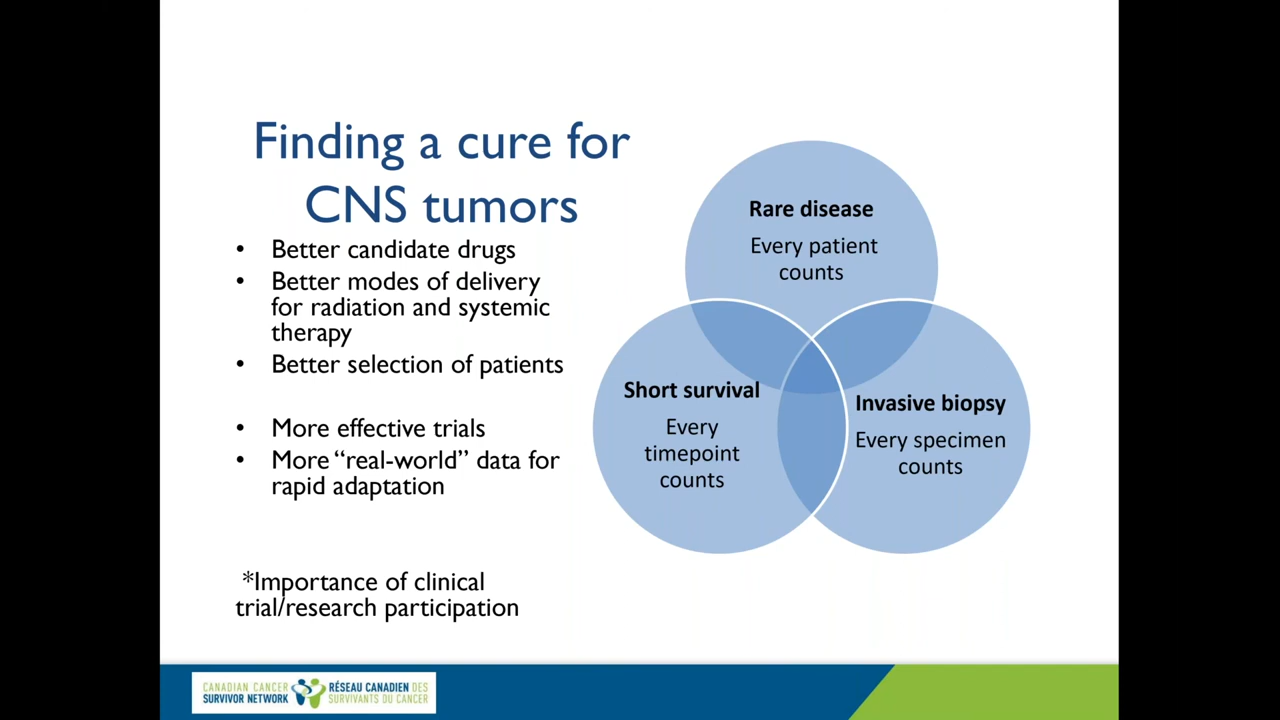 Finding a cure for
CNS tumors
• Better candidate drugs
• Better modes of delivery
for radiation and systemic
therapy
• Better selection of patients
• More effective trials
• More “real-world” data for
rapid adaptation
*Importance of clinical
trial/research participation
Rare disease
Every patient
counts
Short survival
Every
timepoint
counts
Invasive biopsy
Every specimen
counts
CANADIAN CANCER
SURVIVOR NETWORK
RÉSEAU CANADIEN DES
SURVIVANTS DU CANCER